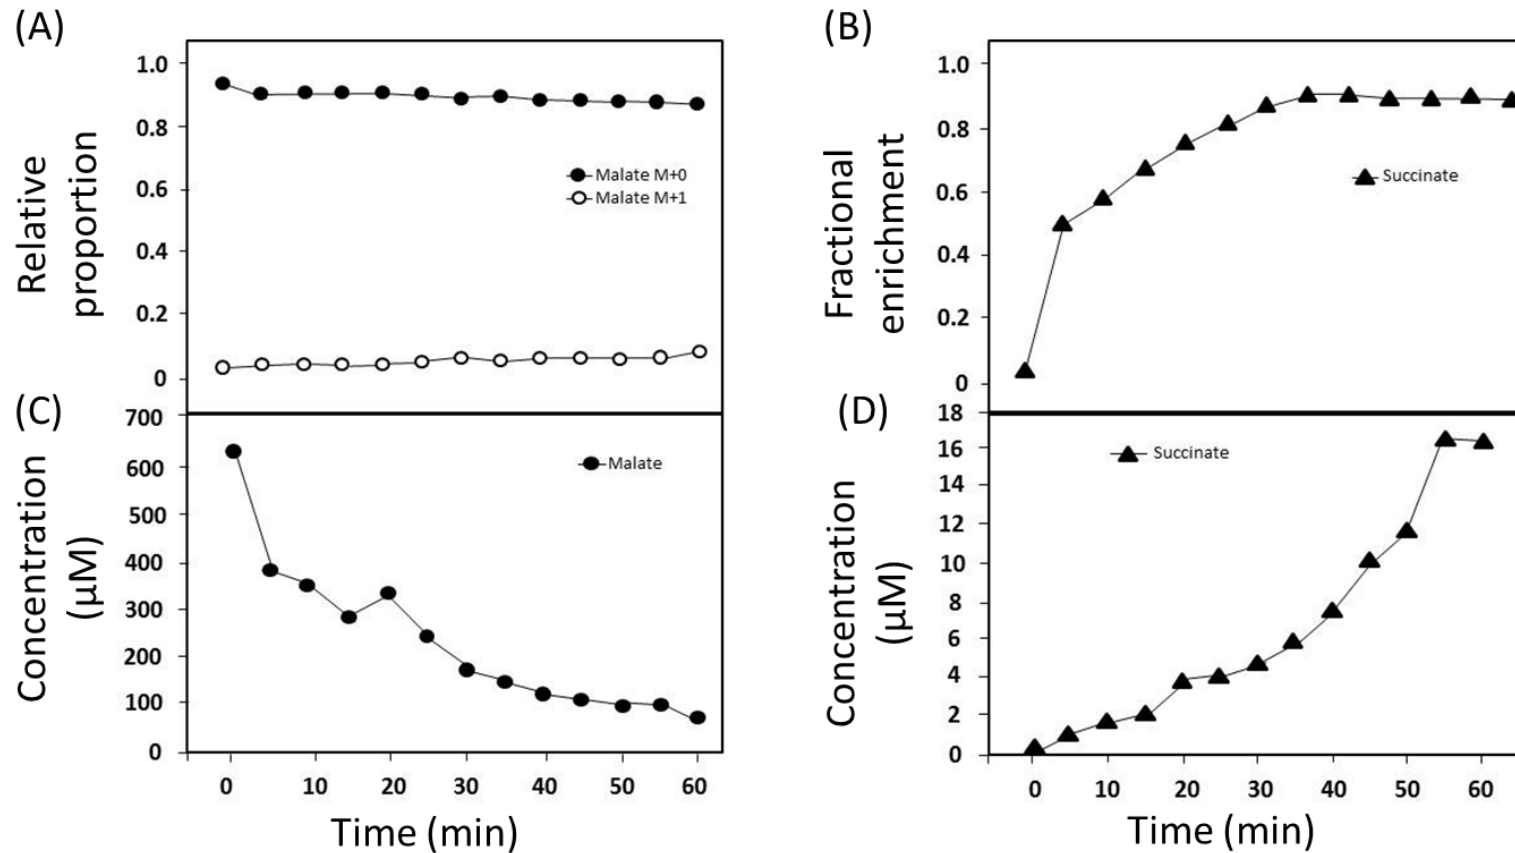 (A)
Relative
proportion
1.0
0.8
0.6
0.4
0.2
0
Malate M+0
Malate M+1
(B)
Fractional
enrichment
1.0
0.8
0.6
0.4
0.2
0
Succinate
(C)
Concentration
(μM)
700
600
500
400
300
200
100
0
Malate
0 10 20 30 40 50 60
Time (min)
(D)
Concentration
(μM)
18
16
14
12
10
8
6
4
2
0
Succinate
0 10 20 30 40 50 60
Time (min)